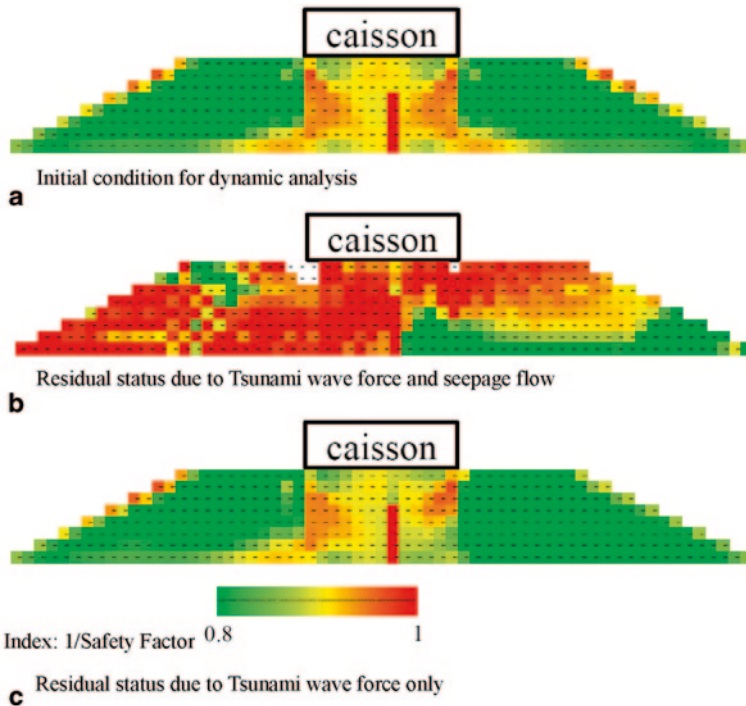 caisson
a Initial condition for dynamic analysis
caisson
b Residual status due to Tsunami wave force and seepage flow
caisson
Index: 1/Safety Factor 0.8 1
c Residual status due to Tsunami wave force only